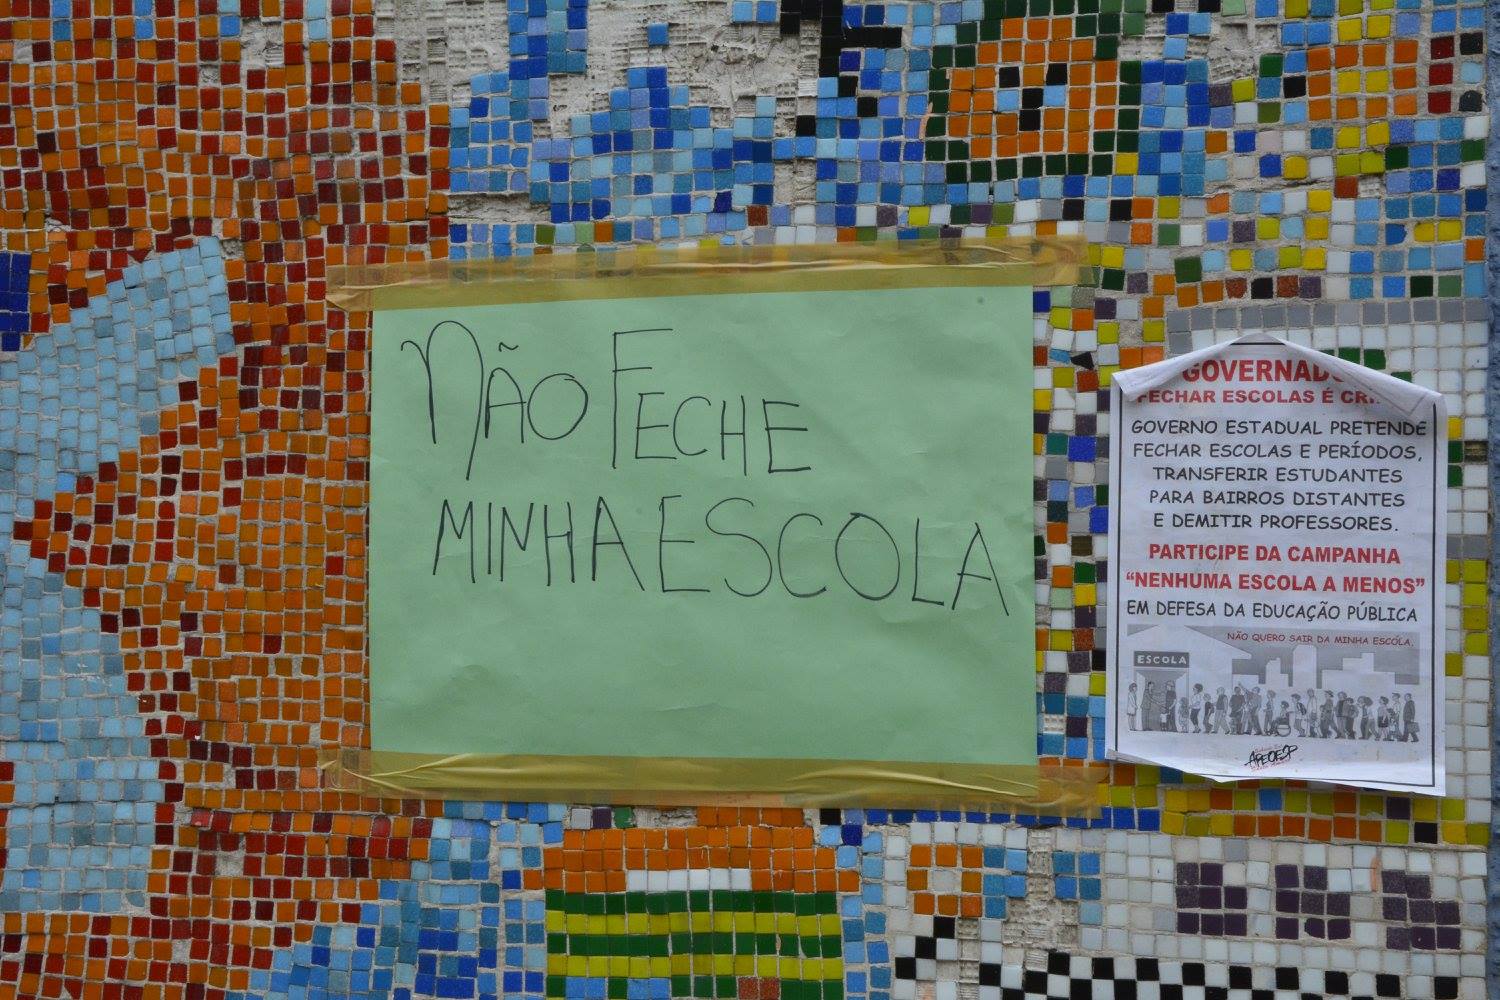 NÃO FECHE
MINHA ESCOLA
FECHAR ESCOLAS É
GOVERNO ESTADUAL PRETENDE
FECHAR ESCOLAS E PERÍODOS,
TRANSFERIR ESTUDANTES
PARA BAIRROS DISTANTES
E DEMITIR PROFESSORES.
PARTICIPE DA CAMPANHA
“NENHUMA ESCOLA A MENOS”
EM DEFESA DA EDUCAÇÃO PÚBLICA
NÃO QUERO SAIR DA MINHA ESCOLA.
ESCOLA
APEOESP